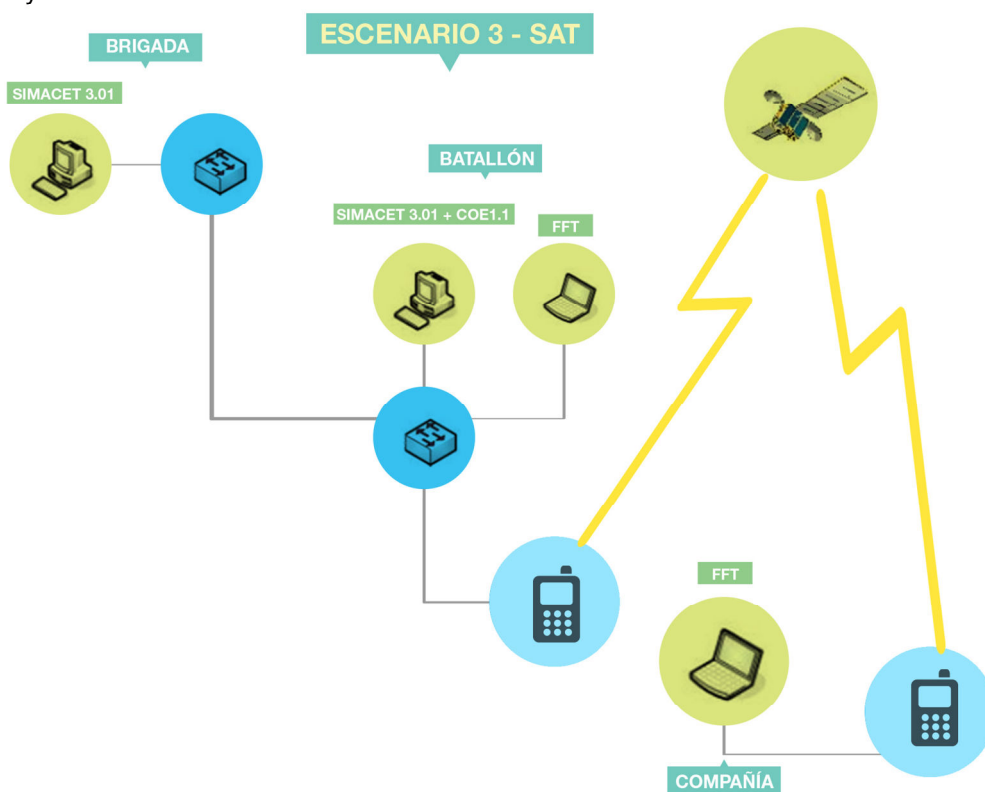 ESCENARIO 3 - SAT
BRIGADA
SIMACET 3.01
BATALLÓN
SIMACET 3.01 + COE1.1
FFT
FFT
COMPAÑÍA